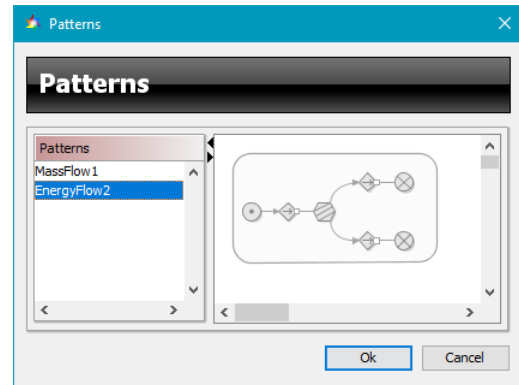 Patterns
Patterns
Patterns
MassFlow1
EnergyFlow2
Ok
Cancel